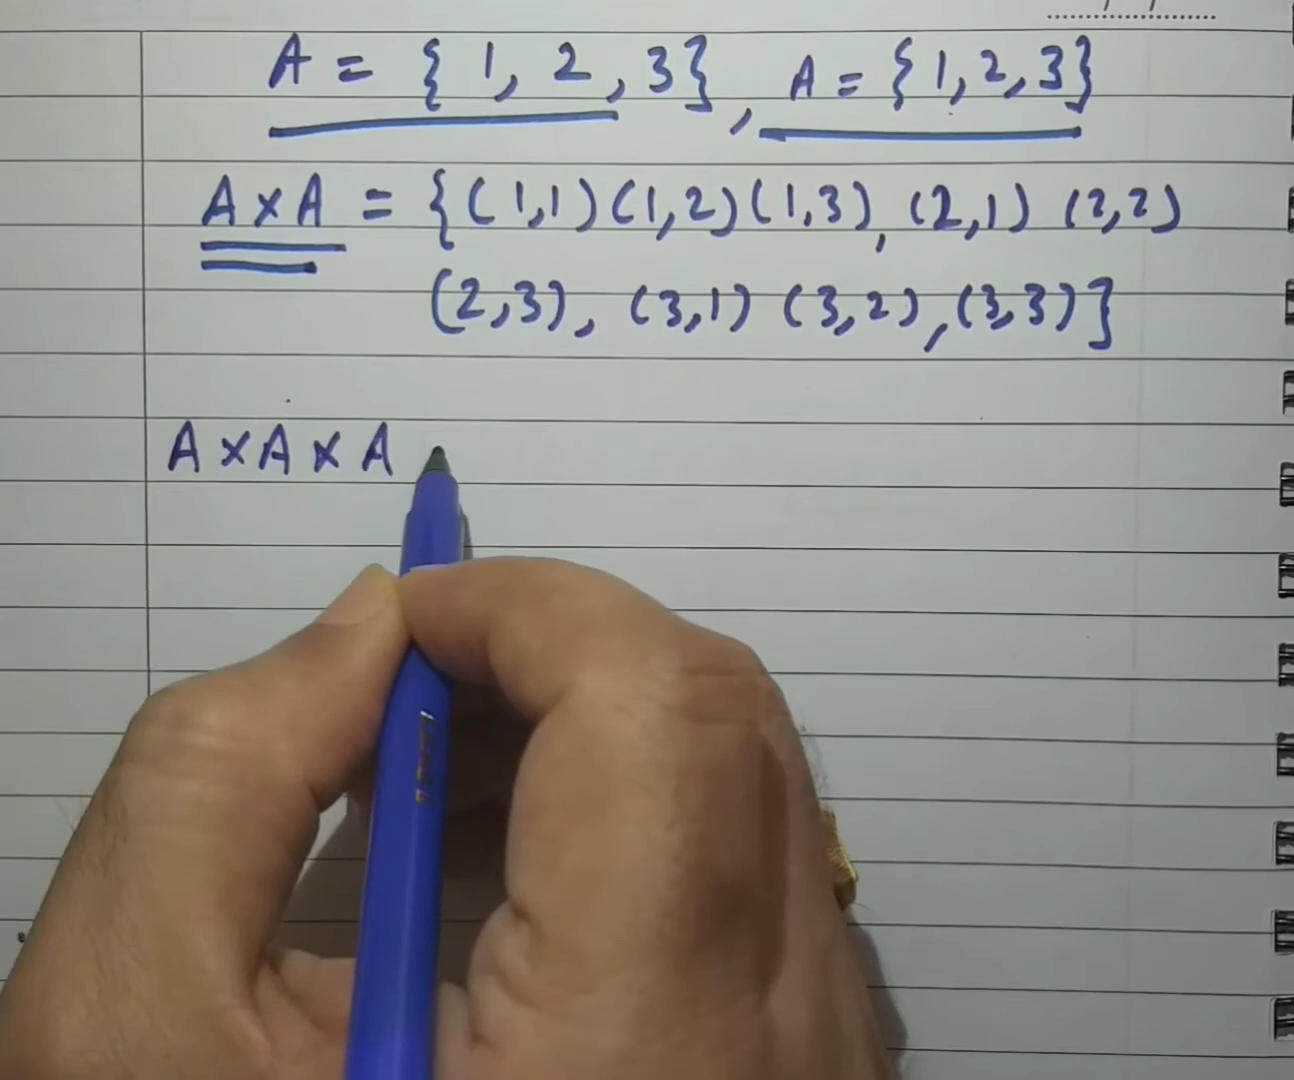 A = { 1, 2, 3}, A = {1, 2, 3}
A × A = {(1,1)(1,2)(1,3), (2,1) (2,2)
(2,3), (3,1) (3,2), (3,3)}
A × A × A